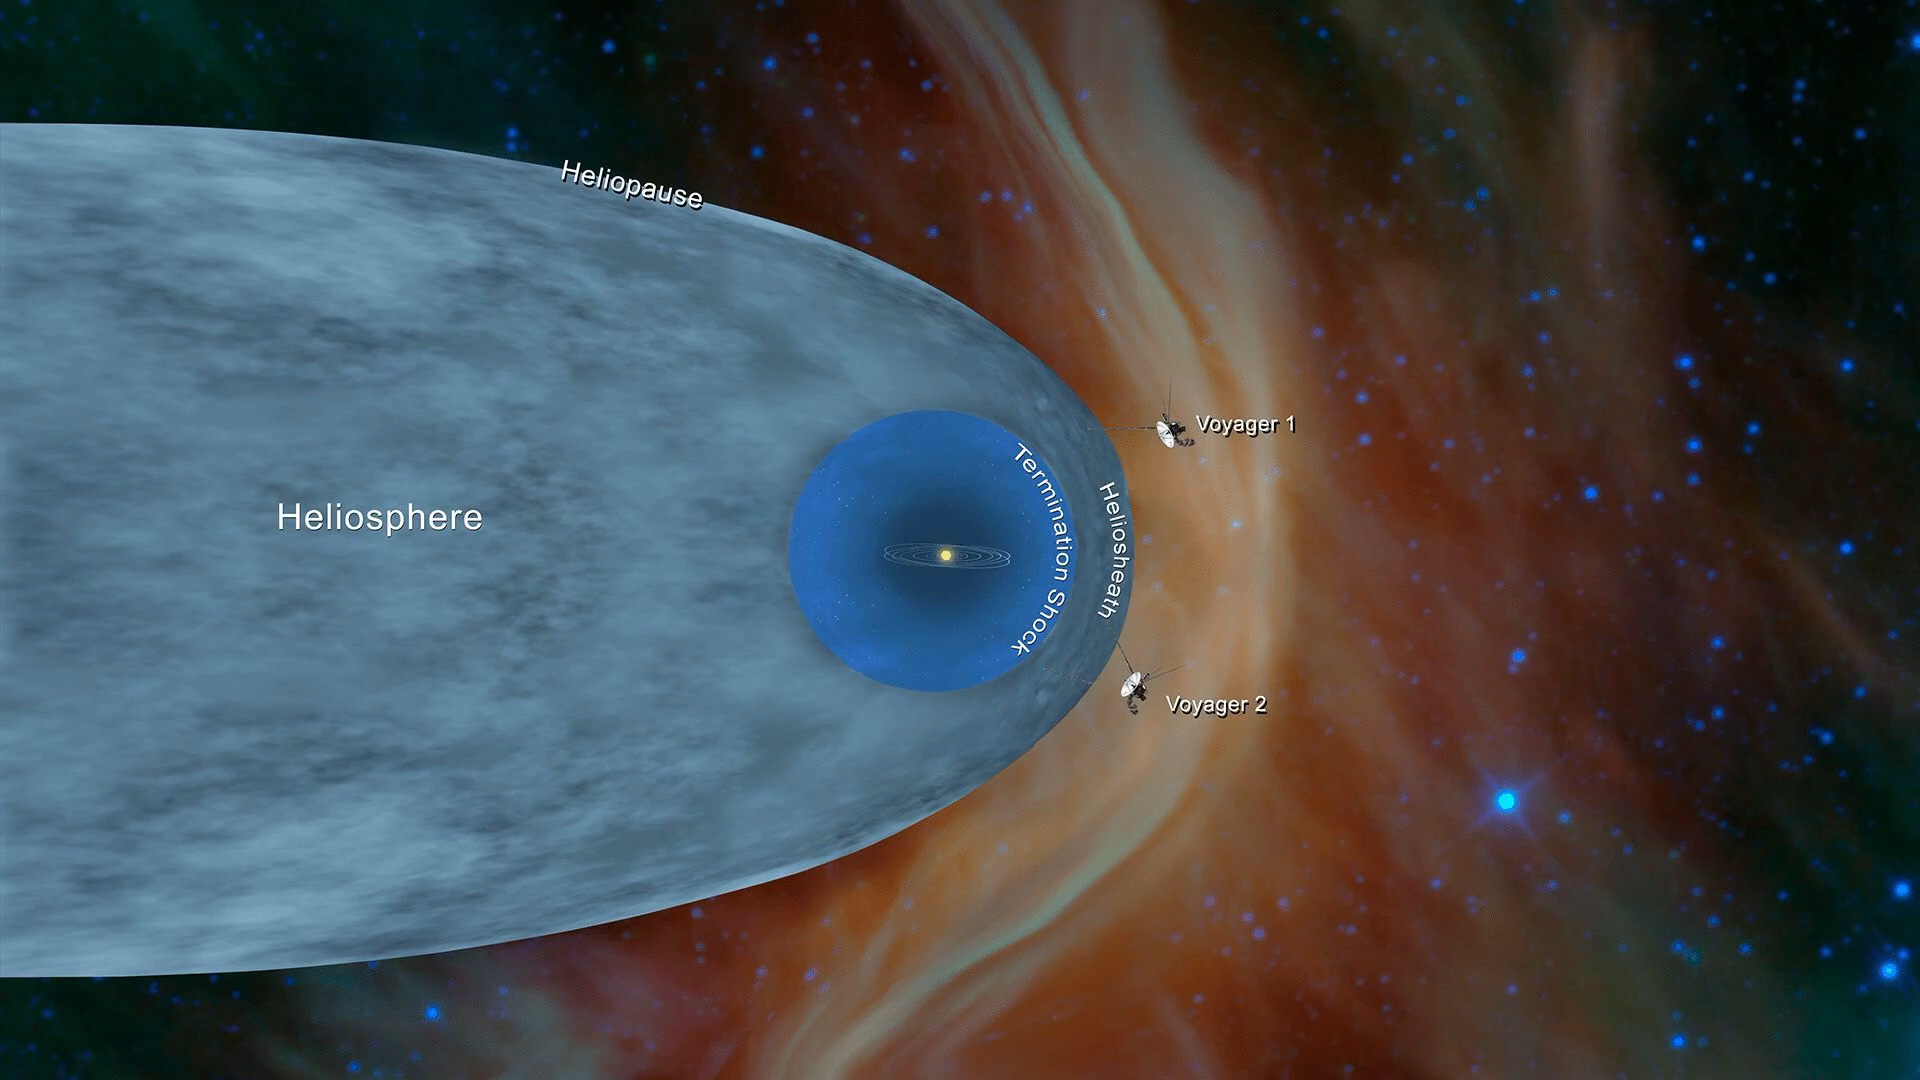 Heliopause
Voyager 1
Termination Shock
Heliosheath
Heliosphere
Voyager 2